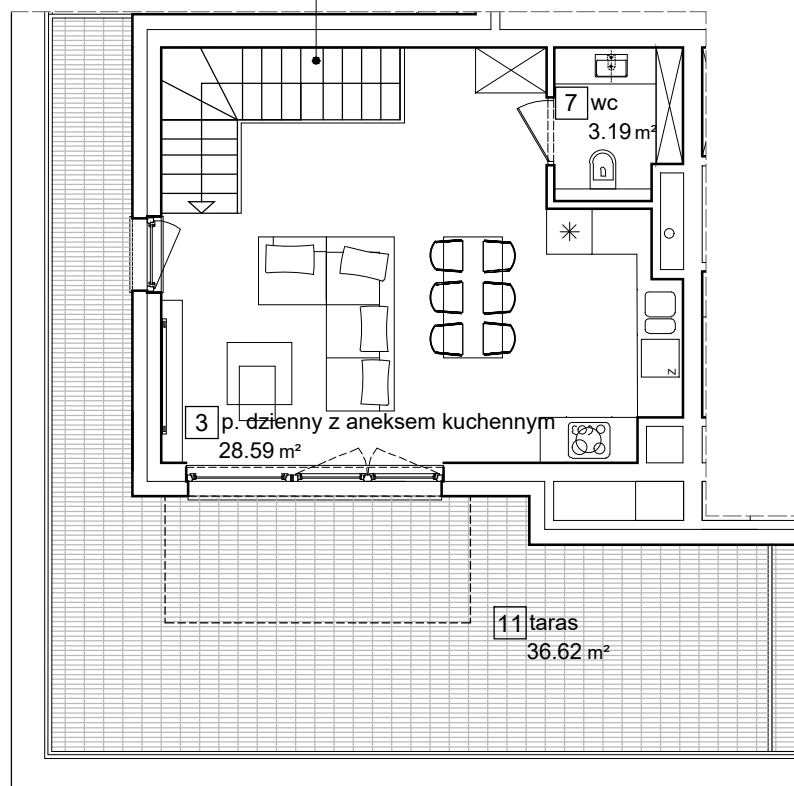 7 wc
3.19 m²
z
3 p. dzienny z aneksem kuchennym
28.59 m²
11 taras
36.62 m²